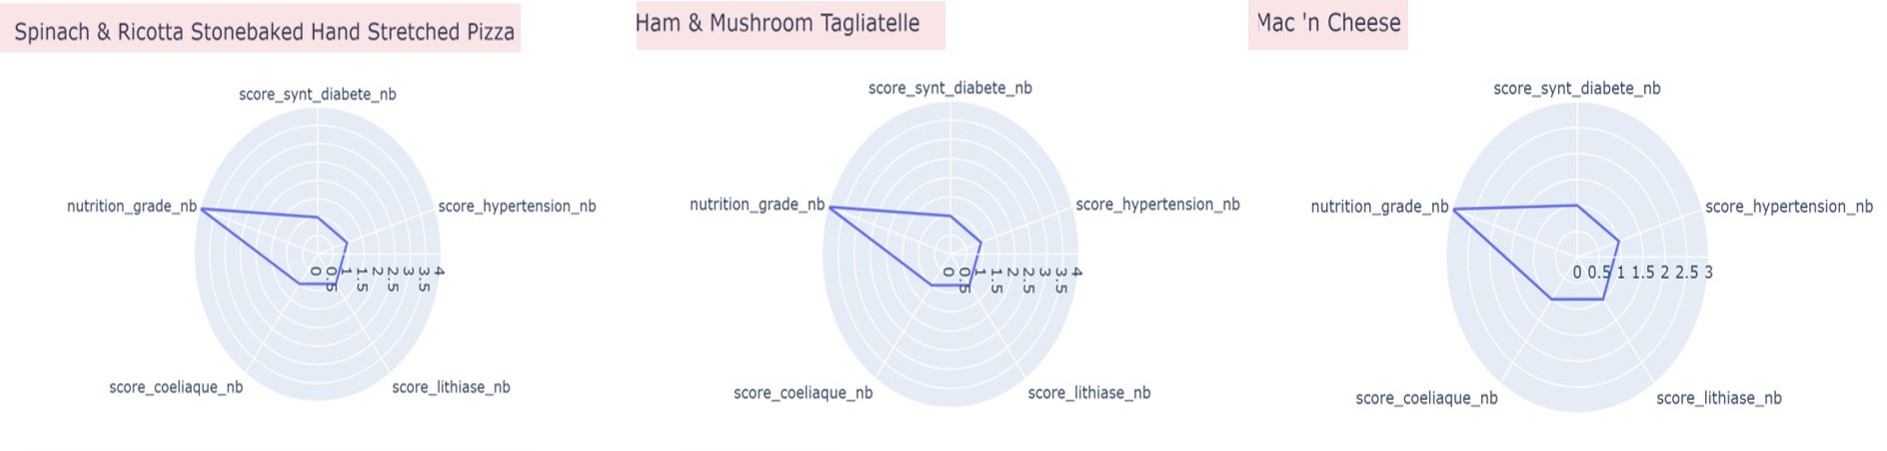 Spinach & Ricotta Stonebaked Hand Stretched Pizza
score_synt_diabete_nb
nutrition_grade_nb
score_hypertension_nb
0 0.5 1 1.5 2 2.5 3 3.5 4
score_coeliaque_nb
score_lithiase_nb
Ham & Mushroom Tagliatelle
score_synt_diabete_nb
nutrition_grade_nb
score_hypertension_nb
0 0.5 1 1.5 2 2.5 3 3.5 4
score_coeliaque_nb
score_lithiase_nb
Mac 'n Cheese
score_synt_diabete_nb
nutrition_grade_nb
score_hypertension_nb
0 0.5 1 1.5 2 2.5 3
score_coeliaque_nb
score_lithiase_nb